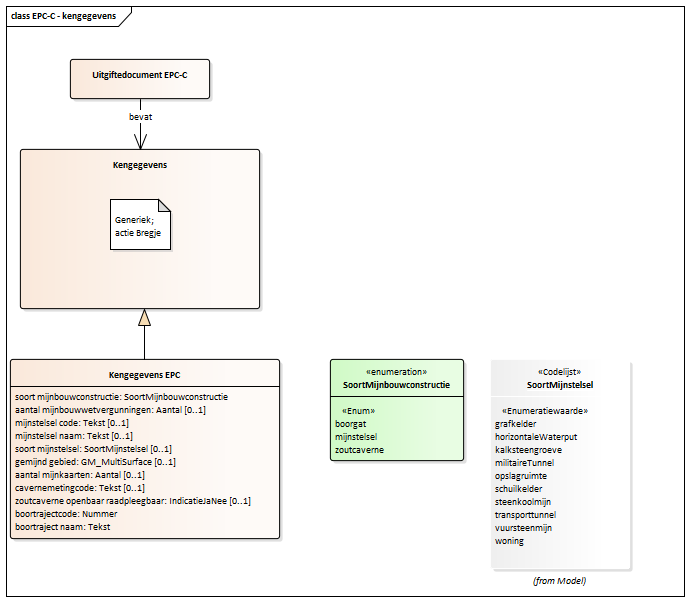 class EPC-C - kengegevens
Uitgiftedocument EPC-C
bevat
Kengegevens
Generiek;
actie Bregje
Kengegevens EPC
soort mijnbouwconstructie: SoortMijnbouwconstructie
aantal mijnbouwwetvergunningen: Aantal [0..1]
mijnstelsel code: Tekst [0..1]
mijnstelsel naam: Tekst [0..1]
soort mijnstelsel: SoortMijnstelsel [0..1]
gemijnd gebied: GM_MultiSurface [0..1]
aantal mijnkaarten: Aantal [0..1]
cavernemetingcode: Tekst [0..1]
zoutcaverne openbaar raadpleegbaar: IndicatieJaNee [0..1]
boortrajectcode: Nummer
boortraject naam: Tekst
«enumeration»
SoortMijnbouwconstructie
«Enum»
boorgat
mijnstelsel
zoutcaverne
«Codelijst»
SoortMijnstelsel
«Enumeratiewaarde»
grafkelder
horizontaleWaterput
kalksteengroeve
militaireTunnel
opslagruimte
schuilkelder
steenkoolmijn
transporttunnel
vuursteenmijn
woning
(from Model)